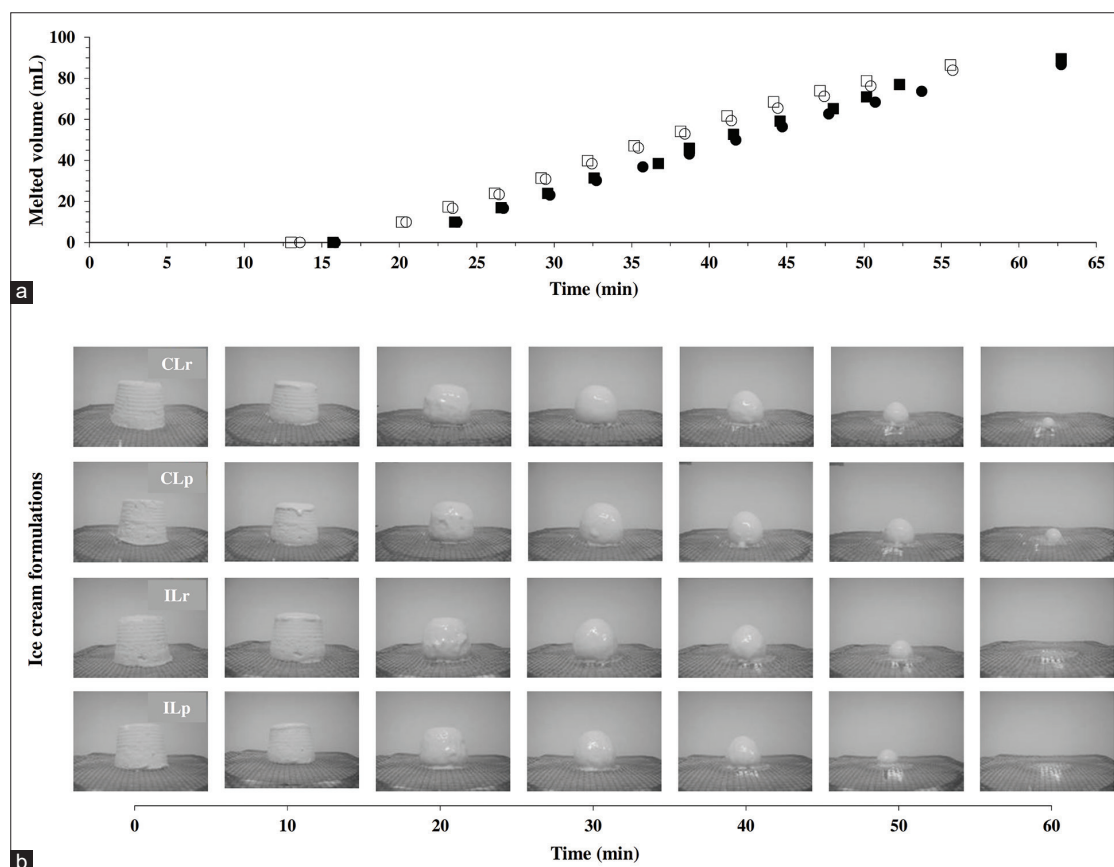 100
80
60
40
20
0
Melted volume (mL)
0 5 10 15 20 25 30 35 40 45 50 55 60 65
Time (min)
a
CLr
CLp
ILr
ILp
Ice cream formulations
0 10 20 30 40 50 60
Time (min)
b